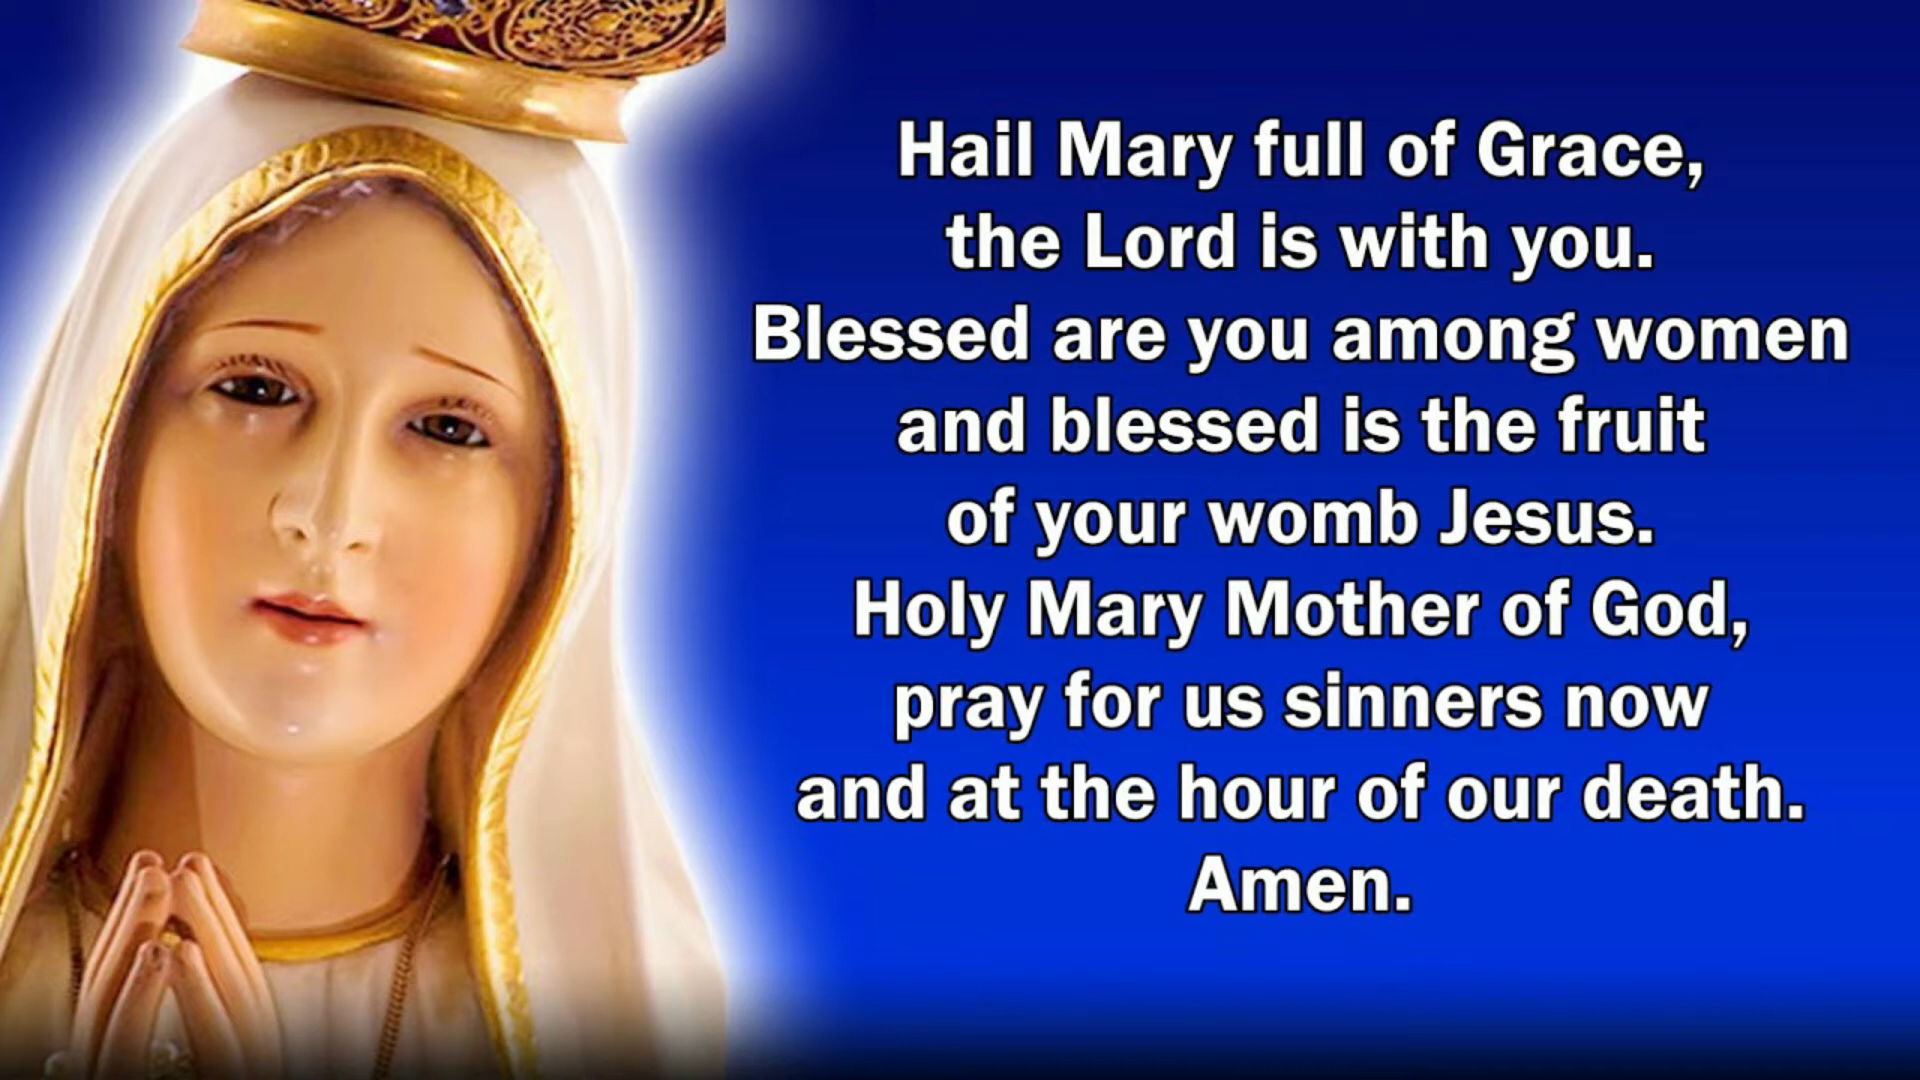 Hail Mary full of Grace,
the Lord is with you.
Blessed are you among women
and blessed is the fruit
of your womb Jesus.
Holy Mary Mother of God,
pray for us sinners now
and at the hour of our death.
Amen.